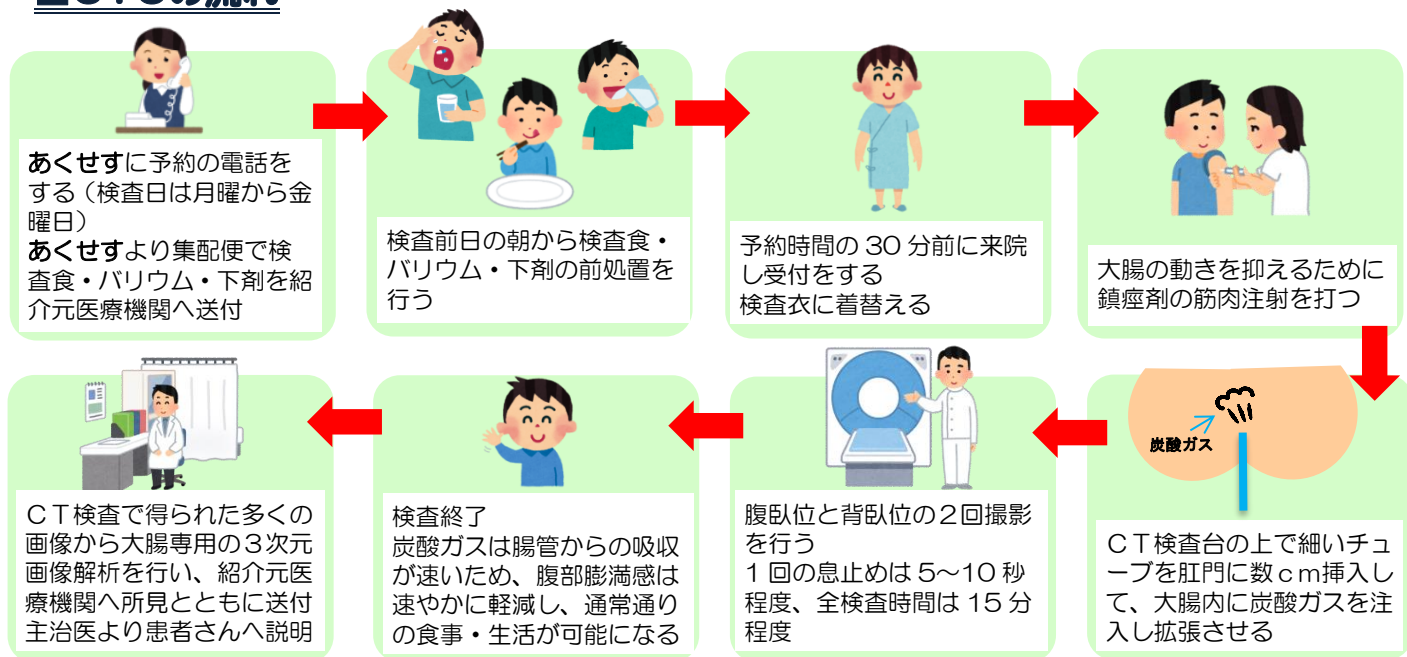 あくせすに予約の電話を
する（検査日は月曜から金
曜日）
あくせすより集配便で検
査食・バリウム・下剤を紹
介元医療機関へ送付
検査前日の朝から検査食・
バリウム・下剤の前処置を
行う
予約時間の 30 分前に来院
し受付をする
検査衣に着替える
大腸の動きを抑えるために
鎮痙剤の筋肉注射を打つ
炭酸ガス
ＣＴ検査台の上で細いチュ
ーブを肛門に数ｃｍ挿入し
て、大腸内に炭酸ガスを注
入し拡張させる
腹臥位と背臥位の２回撮影
を行う
１回の息止めは 5～10 秒
程度、全検査時間は 15 分
程度
検査終了
炭酸ガスは腸管からの吸収
が速いため、腹部膨満感は
速やかに軽減し、通常通り
の食事・生活が可能になる
ＣＴ検査で得られた多くの
画像から大腸専用の３次元
画像解析を行い、紹介元医
療機関へ所見とともに送付
主治医より患者さんへ説明